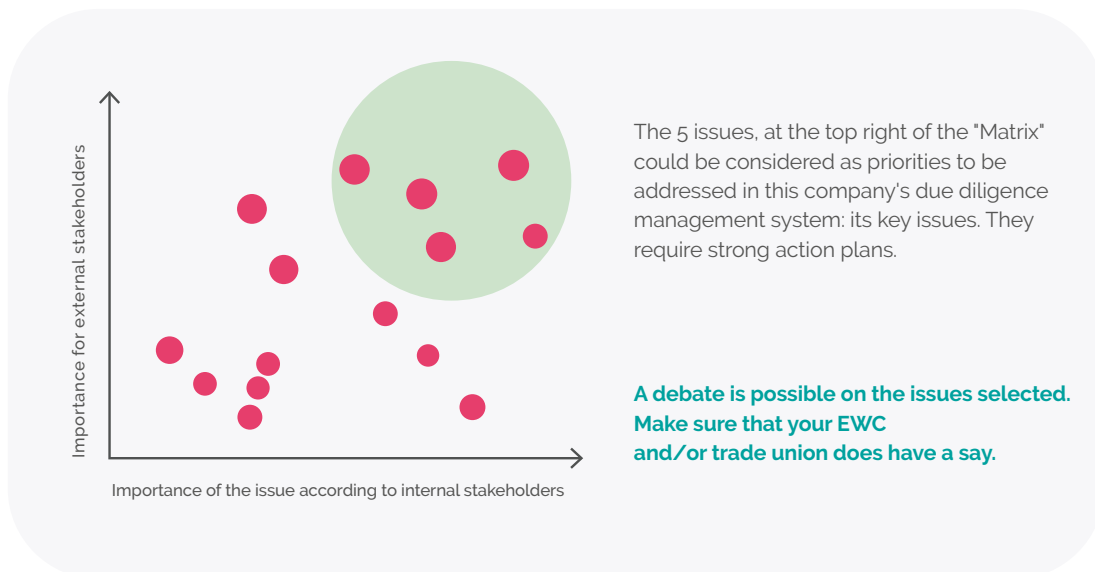 Importance for external stakeholders
Importance of the issue according to internal stakeholders
The 5 issues, at the top right of the "Matrix"
could be considered as priorities to be
addressed in this company's due diligence
management system: its key issues. They
require strong action plans.
A debate is possible on the issues selected.
Make sure that your EWC
and/or trade union does have a say.